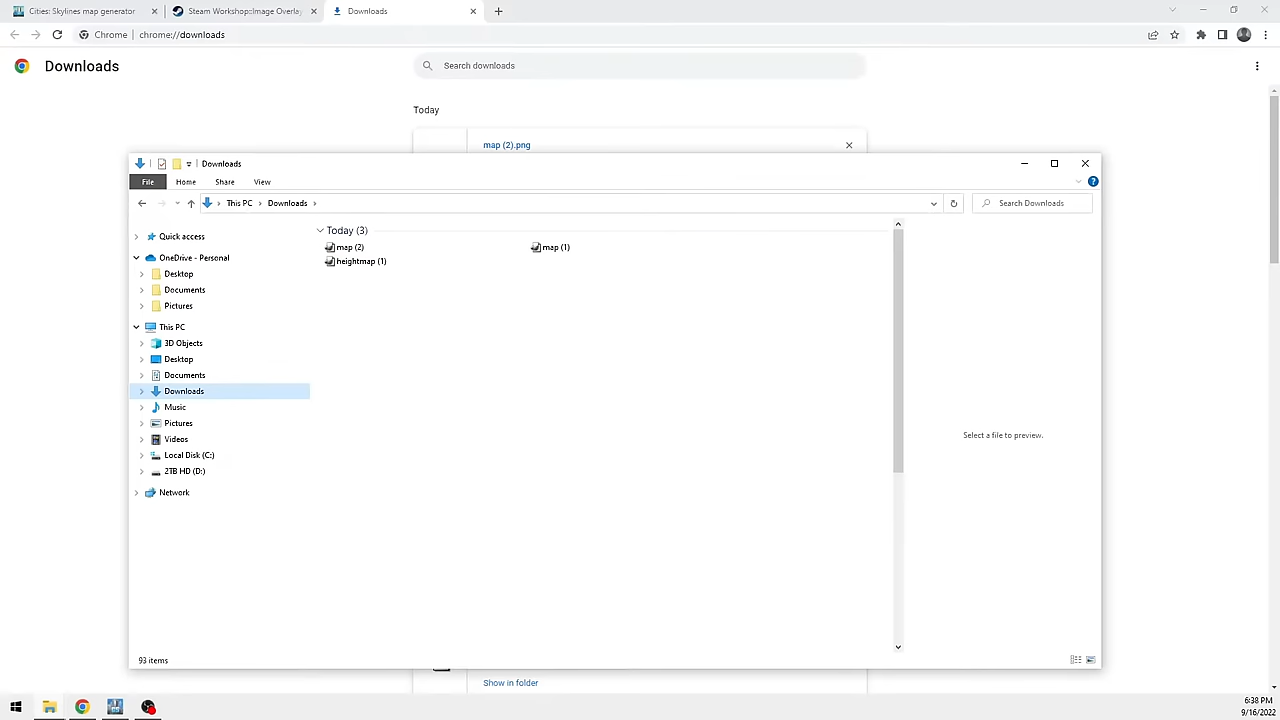 Cities: Skylines map generator
Steam Workshop::Image Overlay
Downloads
Chrome
chrome://downloads
Downloads
Search downloads
Today
map (2).png
Downloads
File
Home
Share
View
This PC
Downloads
Search Downloads
Quick access
OneDrive - Personal
Desktop
Documents
Pictures
This PC
3D Objects
Desktop
Documents
Downloads
Music
Pictures
Videos
Local Disk (C:)
2TB HD (D:)
Network
Today (3)
map (2)
map (1)
heightmap (1)
Select a file to preview.
93 items
Show in folder
6:38 PM
9/16/2022